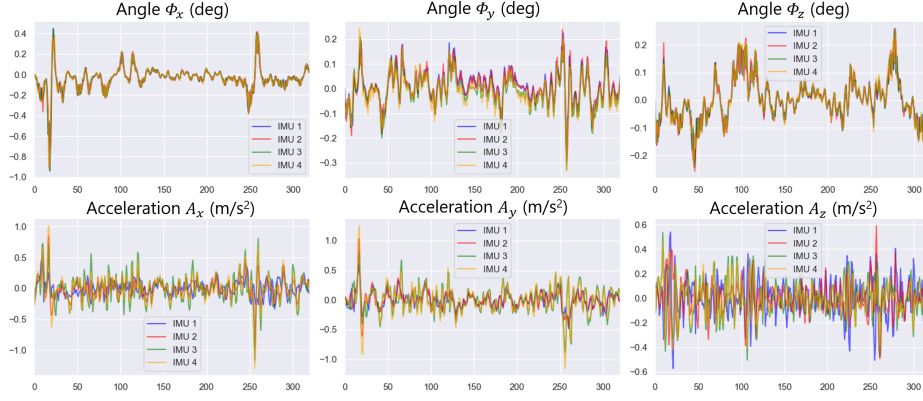 Angle Φx (deg)
Angle Φy (deg)
Angle Φz (deg)
0.4
0.2
0.0
−0.2
−0.4
−0.6
−0.8
−1.0
IMU 1
IMU 2
IMU 3
IMU 4
0 50 100 150 200 250 300
0.2
0.1
0.0
−0.1
−0.2
−0.3
IMU 1
IMU 2
IMU 3
IMU 4
0 50 100 150 200 250 300
0.2
0.1
0.0
−0.1
−0.2
IMU 1
IMU 2
IMU 3
IMU 4
0 50 100 150 200 250 300
Acceleration Ax (m/s²)
Acceleration Ay (m/s²)
Acceleration Az (m/s²)
1.0
0.5
0.0
−0.5
−1.0
IMU 1
IMU 2
IMU 3
IMU 4
0 50 100 150 200 250 300
1.0
0.5
0.0
−0.5
−1.0
IMU 1
IMU 2
IMU 3
IMU 4
0 50 100 150 200 250 300
0.6
0.4
0.2
0.0
−0.2
−0.4
−0.6
IMU 1
IMU 2
IMU 3
IMU 4
0 50 100 150 200 250 300